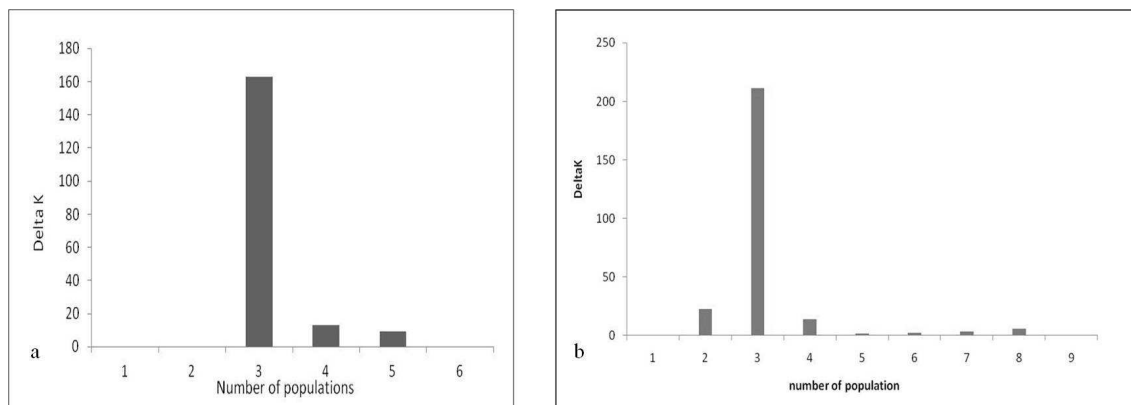 180
160
140
120
100
80
60
40
20
0
Delta K
1 2 3 4 5 6
Number of populations
a
250
200
150
100
50
0
DeltaK
1 2 3 4 5 6 7 8 9
number of population
b